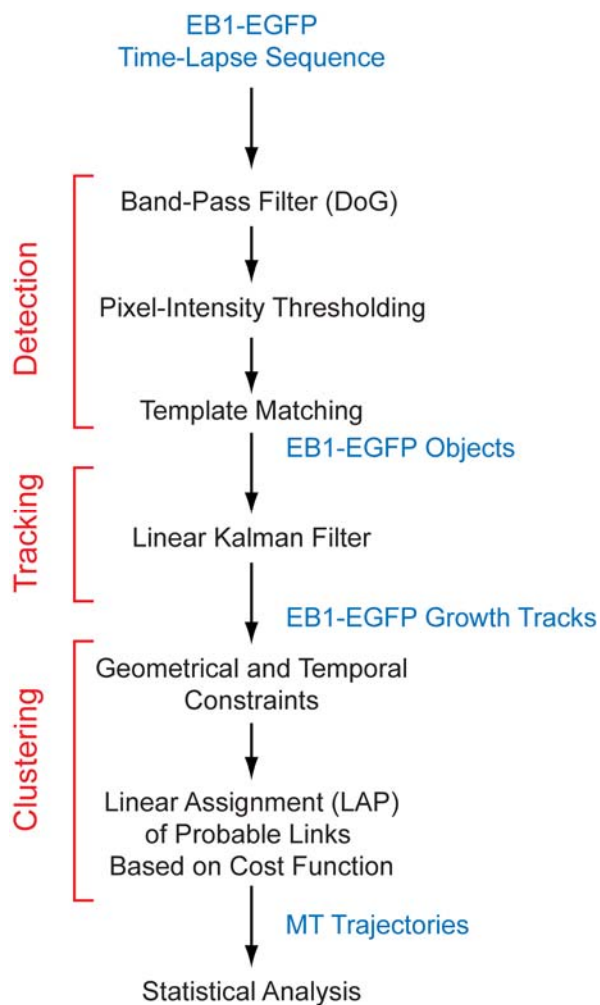 EB1-EGFP
Time-Lapse Sequence
Detection
Band-Pass Filter (DoG)
Pixel-Intensity Thresholding
Template Matching
EB1-EGFP Objects
Tracking
Linear Kalman Filter
EB1-EGFP Growth Tracks
Clustering
Geometrical and Temporal
Constraints
Linear Assignment (LAP)
of Probable Links
Based on Cost Function
MT Trajectories
Statistical Analysis